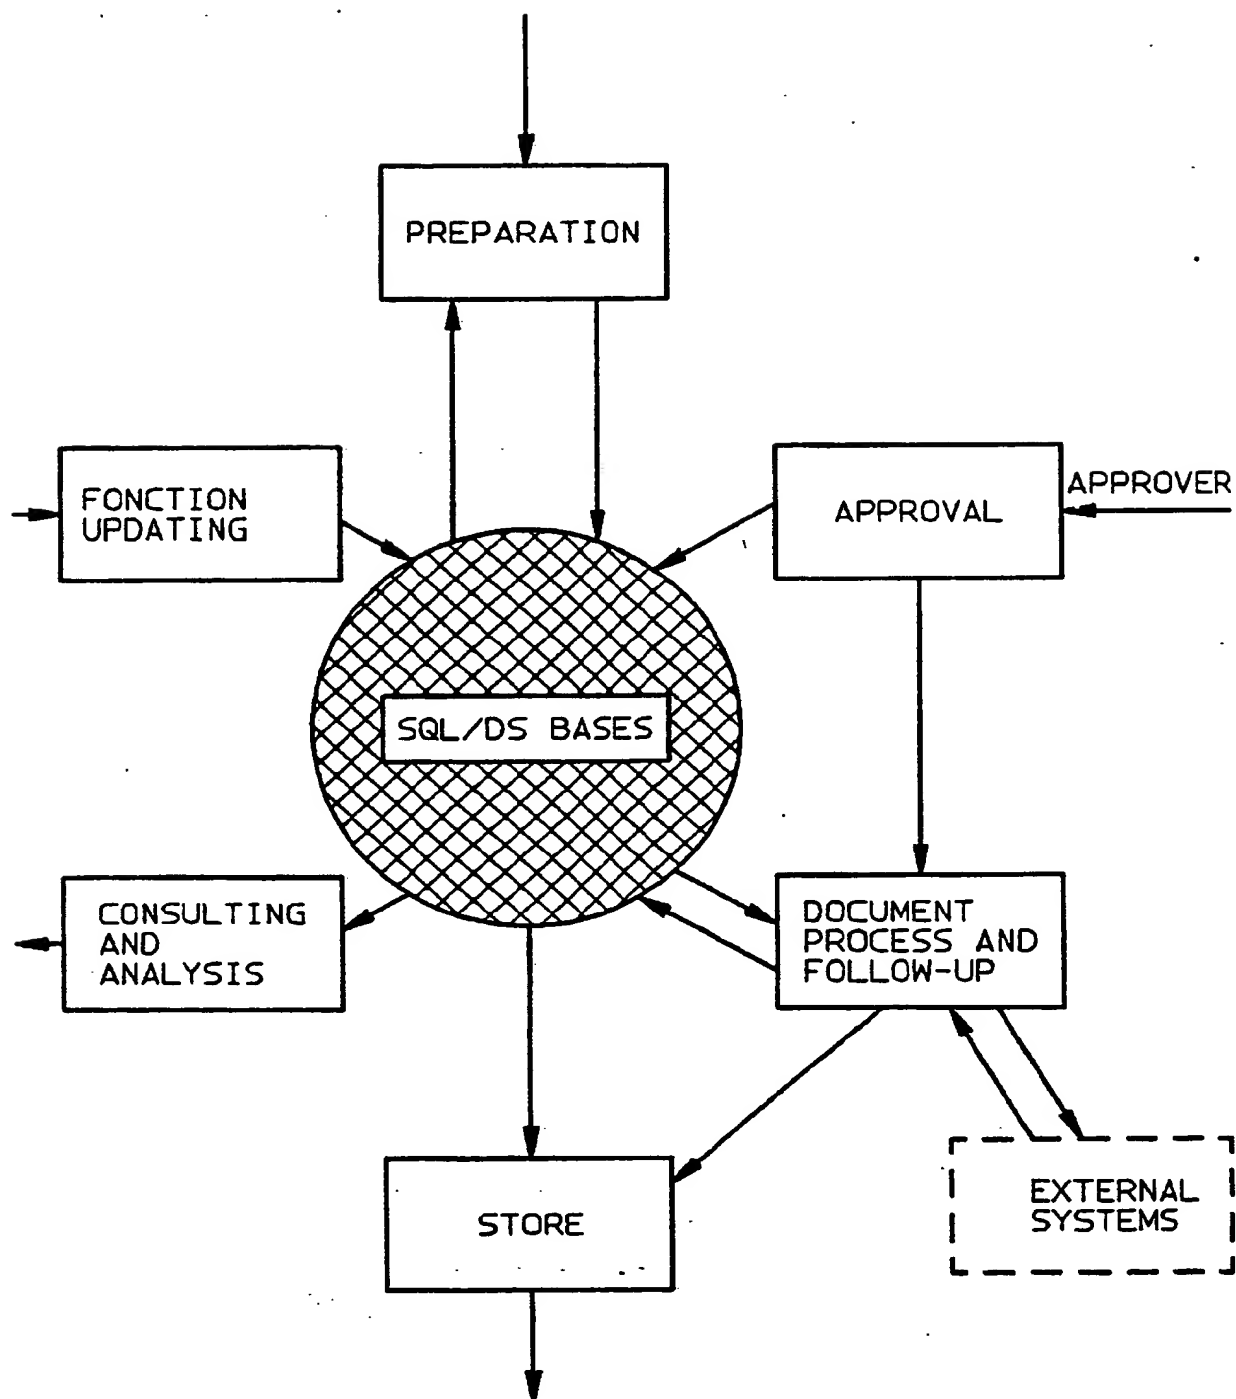 PREPARATION
FONCTION
UPDATING
APPROVAL
APPROVER
SQL/DS BASES
CONSULTING
AND
ANALYSIS
DOCUMENT
PROCESS AND
FOLLOW-UP
STORE
EXTERNAL
SYSTEMS